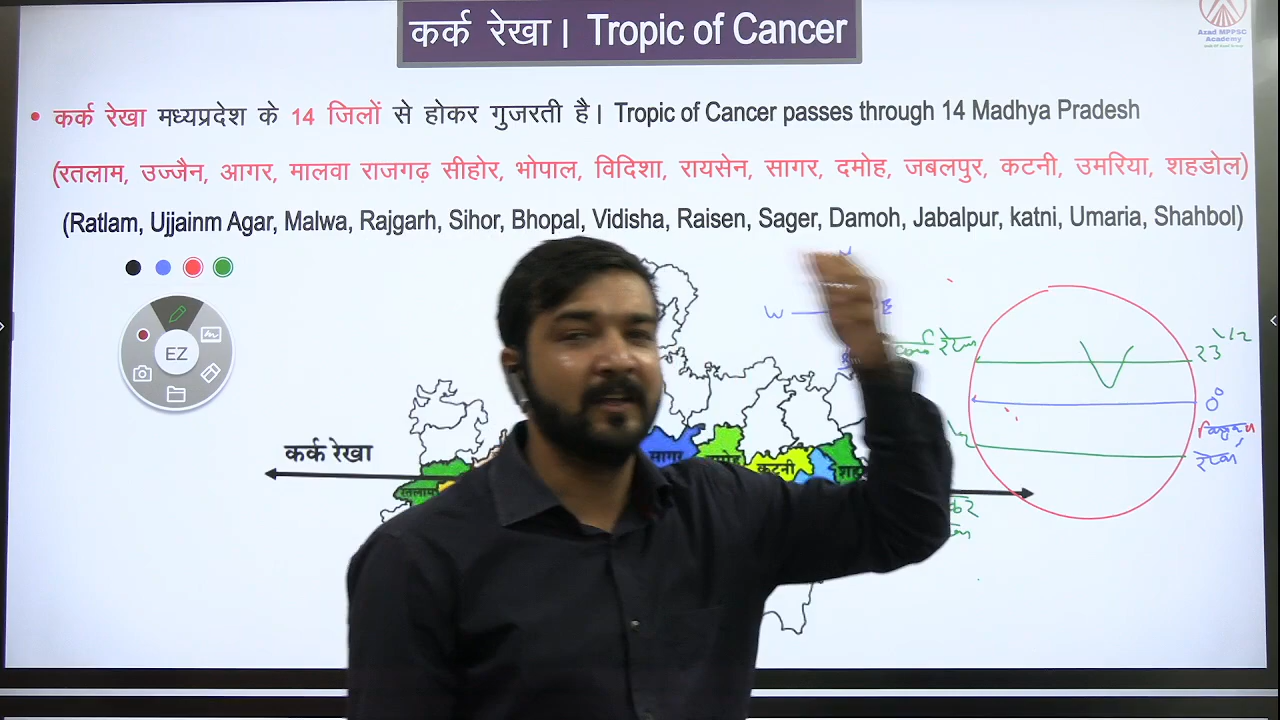 कर्क रेखा। Tropic of Cancer
Azad MPPSC
Academy
• कर्क रेखा मध्यप्रदेश के 14 जिलों से होकर गुजरती है। Tropic of Cancer passes through 14 Madhya Pradesh
(रतलाम, उज्जैन, आगर, मालवा राजगढ़ सीहोर, भोपाल, विदिशा, रायसेन, सागर, दमोह, जबलपुर, कटनी, उमरिया, शहडोल)
(Ratlam, Ujjainm Agar, Malwa, Rajgarh, Sihor, Bhopal, Vidisha, Raisen, Sager, Damoh, Jabalpur, katni, Umaria, Shahbol)
W E
रेखा
23 1/2
EZ
0°
रेखा
कर्क रेखा
सागर
कटनी
रतलाम